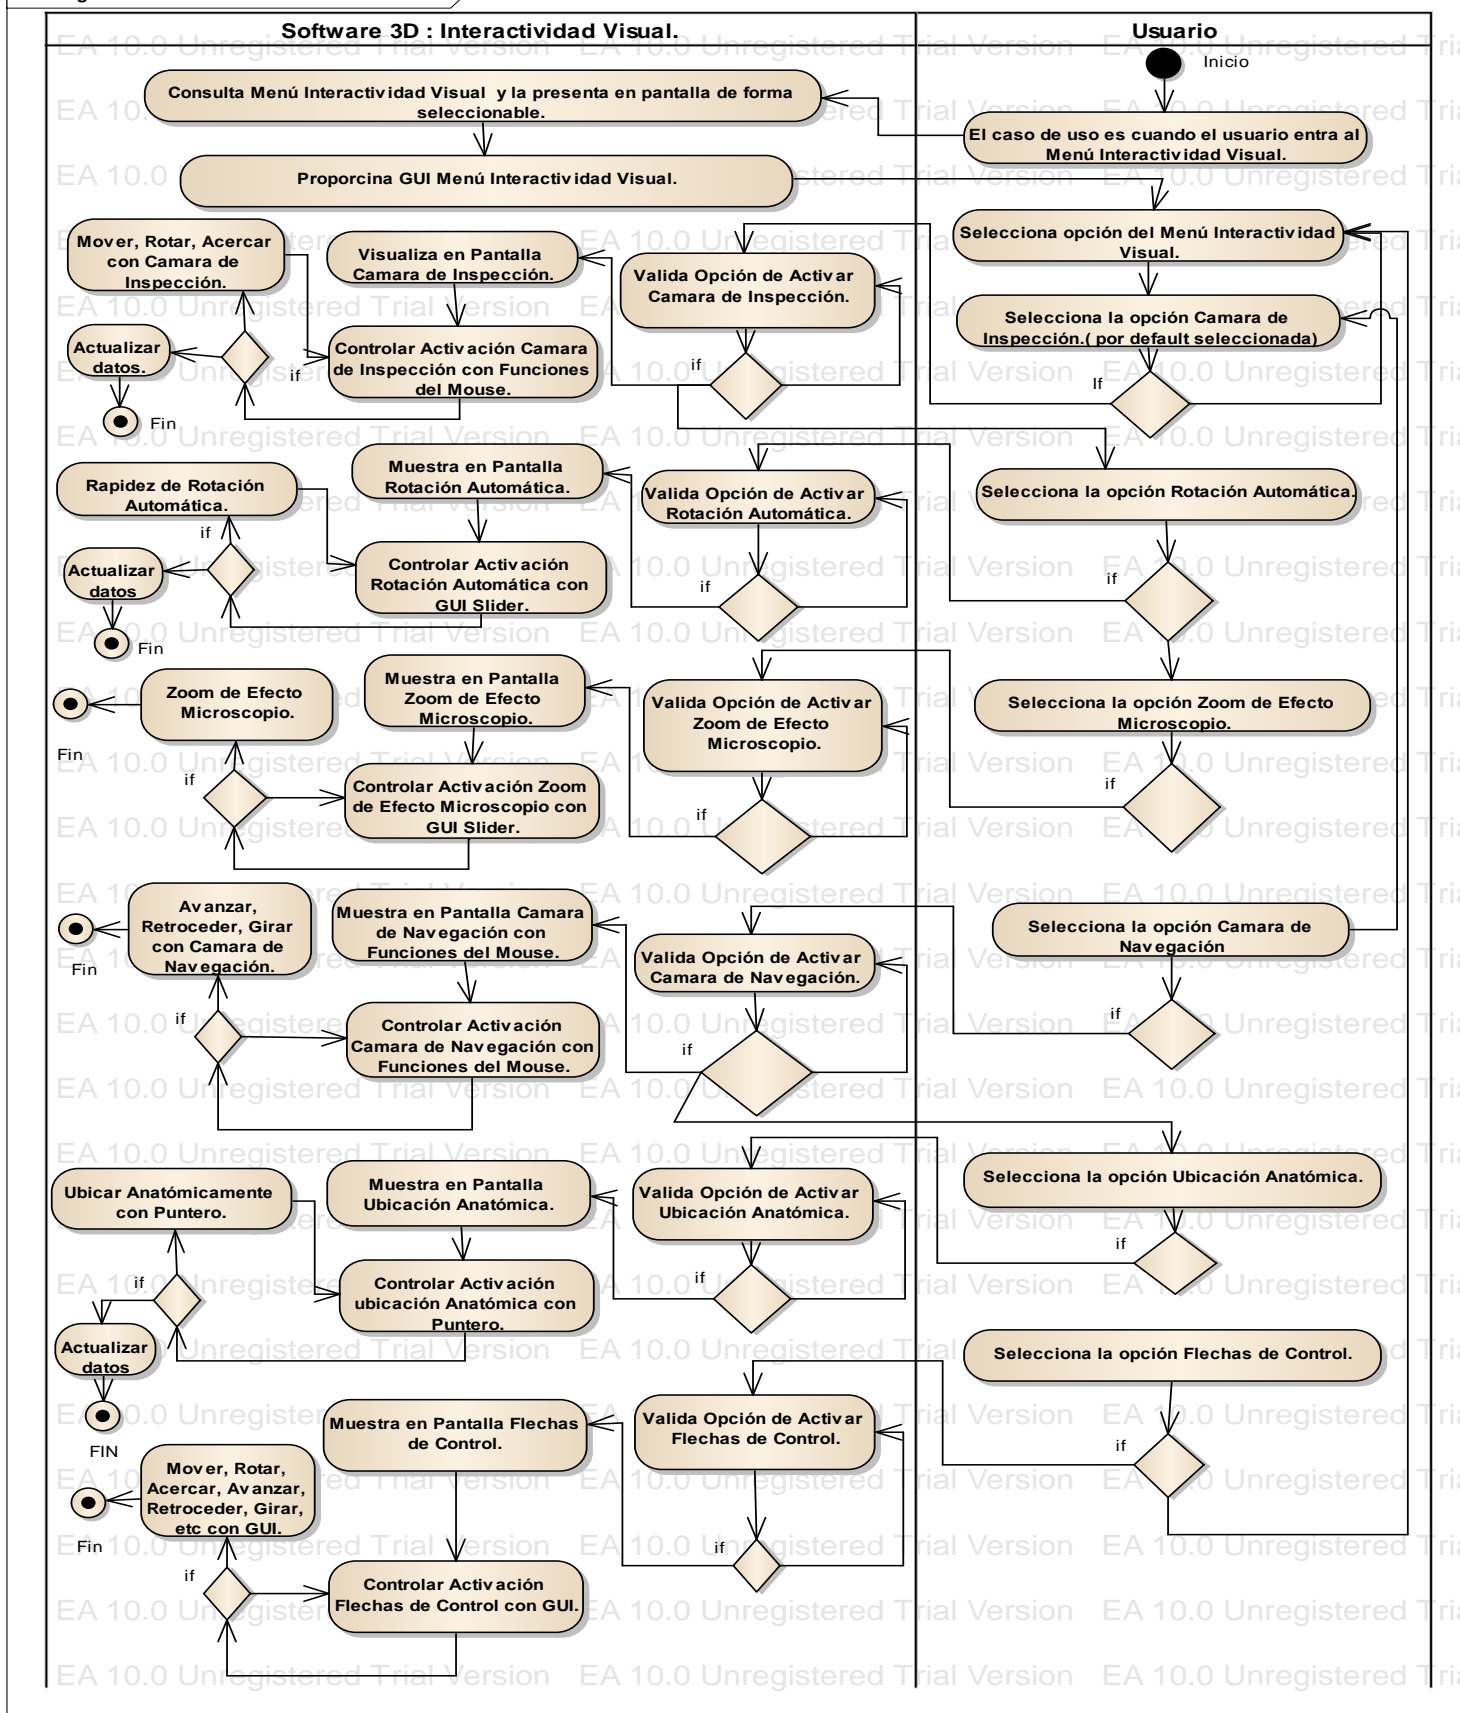 Software 3D : Interactividad Visual.
Usuario
Inicio
Consulta Menú Interactividad Visual y la presenta en pantalla de forma
seleccionable.
El caso de uso es cuando el usuario entra al
Menú Interactividad Visual.
Proporcina GUI Menú Interactividad Visual.
Selecciona opción del Menú Interactividad
Visual.
Mover, Rotar, Acercar
con Camara de
Inspección.
Visualiza en Pantalla
Camara de Inspección.
Valida Opción de Activar
Camara de Inspección.
Selecciona la opción Camara de
Inspección.( por default seleccionada)
Actualizar
datos.
if
Controlar Activación Camara
de Inspección con Funciones
del Mouse.
if
If
Fin
Rapidez de Rotación
Automática.
Muestra en Pantalla
Rotación Automática.
Valida Opción de Activar
Rotación Automática.
Selecciona la opción Rotación Automática.
if
Actualizar
datos
Controlar Activación
Rotación Automática con
GUI Slider.
if
if
Fin
Zoom de Efecto
Microscopio.
Muestra en Pantalla
Zoom de Efecto
Microscopio.
Valida Opción de Activar
Zoom de Efecto
Microscopio.
Selecciona la opción Zoom de Efecto
Microscopio.
Fin
if
Controlar Activación Zoom
de Efecto Microscopio con
GUI Slider.
if
if
Avanzar,
Retroceder, Girar
con Camara de
Navegación.
Muestra en Pantalla Camara
de Navegación con
Funciones del Mouse.
Valida Opción de Activar
Camara de Navegación.
Selecciona la opción Camara de
Navegación
Fin
if
Controlar Activación
Camara de Navegación con
Funciones del Mouse.
if
if
Ubicar Anatómicamente
con Puntero.
Muestra en Pantalla
Ubicación Anatómica.
Valida Opción de Activar
Ubicación Anatómica.
Selecciona la opción Ubicación Anatómica.
if
Actualizar
datos
Controlar Activación
ubicación Anatómica con
Puntero.
if
if
FIN
Mover, Rotar,
Acercar, Avanzar,
Retroceder, Girar,
etc con GUI.
Muestra en Pantalla Flechas
de Control.
Valida Opción de Activar
Flechas de Control.
Selecciona la opción Flechas de Control.
Fin
if
Controlar Activación
Flechas de Control con GUI.
if
if
EA 10.0 Unregistered Trial Version